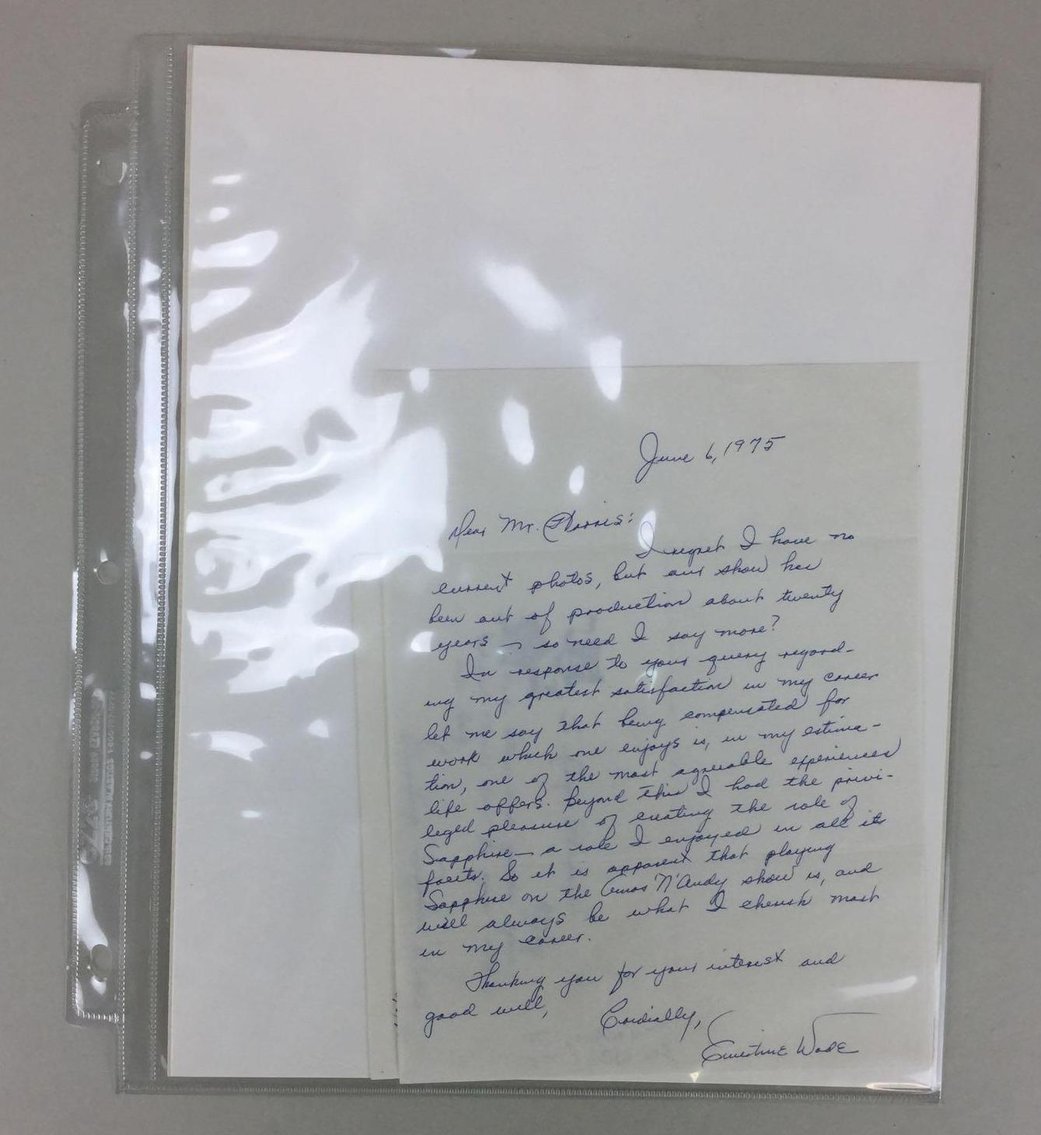 June 6, 1975
Dear Mr. Harris:
I regret I have no
current photos, but our show has
been out of production about twenty
years — so need I say more?
In response to your query regard-
ing my greatest satisfaction in my career
let me say that being compensated for
work which one enjoys is, in my estima-
tion, one of the most agreeable experiences
life offers. Beyond this I had the privi-
leged pleasure of creating the role of
Sapphire — a role I enjoyed in all its
facets. So it is apparent that playing
Sapphire on the Amos 'N' Andy show is, and
will always be what I cherish most
in my career.
Thanking you for your interest and
good will,
Cordially,
Ernestine Wade